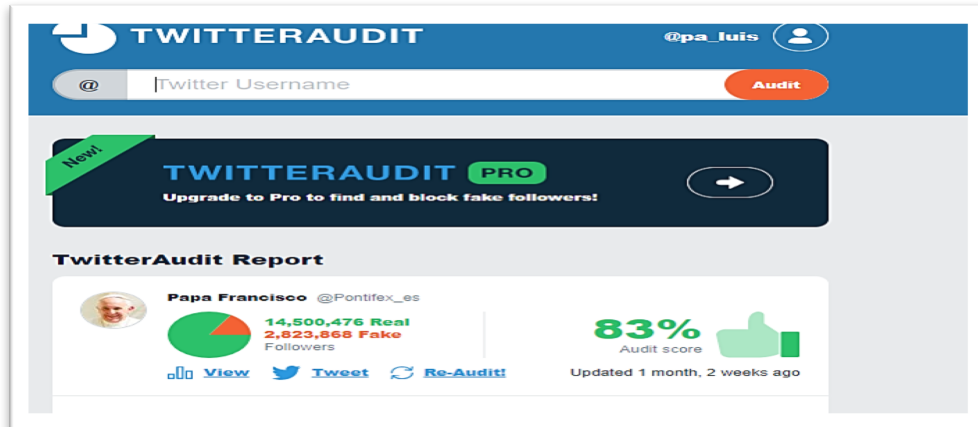 TWITTERAUDIT
@pa_luis
@ Twitter Username Audit
New!
TWITTERAUDIT PRO
Upgrade to Pro to find and block fake followers!
TwitterAudit Report
Papa Francisco @Pontifex_es
14,500,476 Real
2,823,868 Fake
Followers
83%
Audit score
View Tweet Re-Audit!
Updated 1 month, 2 weeks ago